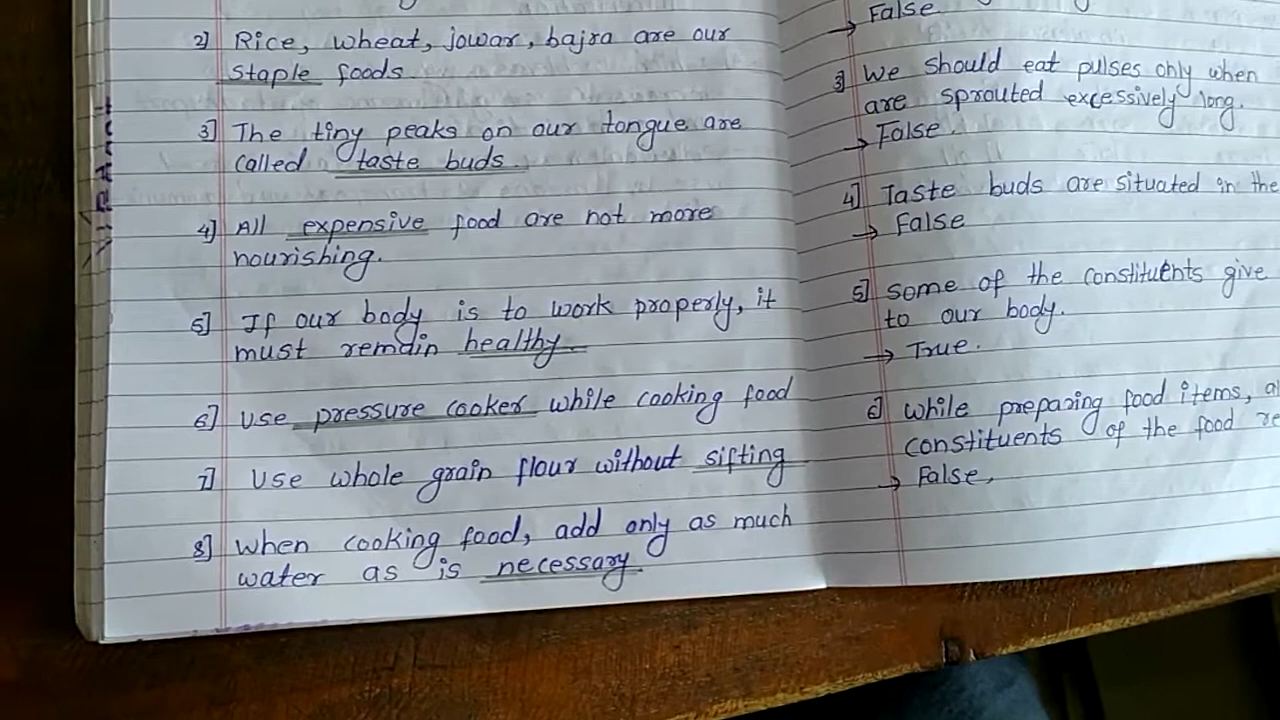 2] Rice, wheat, jowar, bajra are our
staple foods
3] The tiny peaks on our tongue are
called taste buds.
4] All expensive food are not more
nourishing.
5] If our body is to work properly, it
must remain healthy.
6] Use pressure cooker while cooking food
7] Use whole grain flour without sifting
8] When cooking food, add only as much
water as is necessary.
→ False
3] We should eat pulses only when
are sprouted excessively long.
→ False.
4] Taste buds are situated in the
→ False
5] Some of the constituents give
to our body.
→ True.
6] While preparing food items,
constituents of the food
→ False.